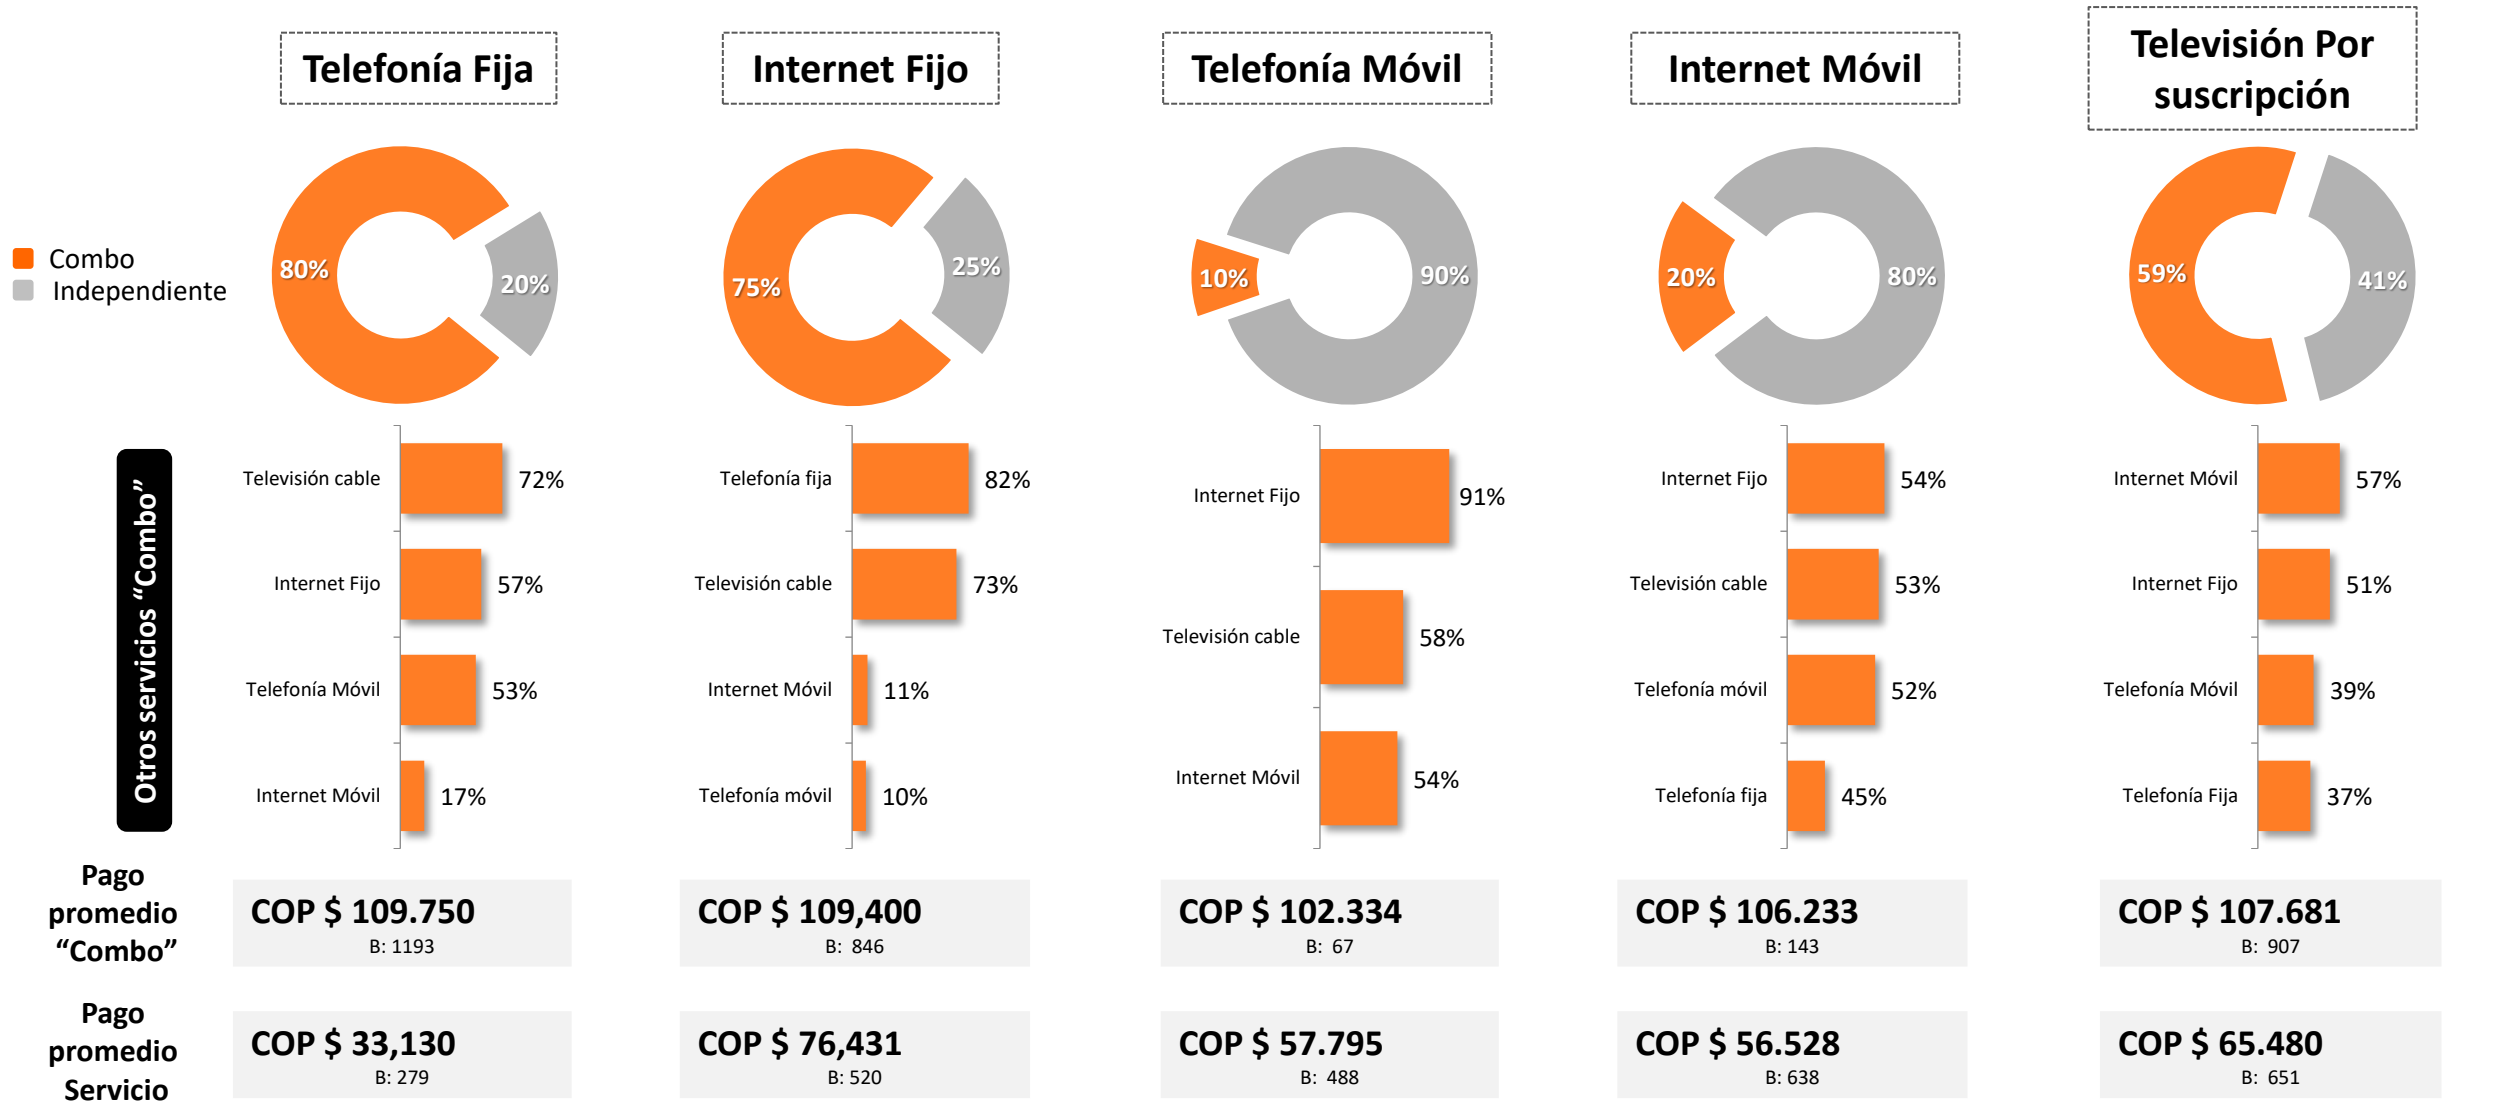 Telefonía Fija
Internet Fijo
Telefonía Móvil
Internet Móvil
Televisión Por
suscripción
Combo
Independiente
80%
20%
75%
25%
10%
90%
20%
80%
59%
41%
Otros servicios “Combo”
Televisión cable
72%
Internet Fijo
57%
Telefonía Móvil
53%
Internet Móvil
17%
Telefonía fija
82%
Televisión cable
73%
Internet Móvil
11%
Telefonía móvil
10%
Internet Fijo
91%
Televisión cable
58%
Internet Móvil
54%
Internet Fijo
54%
Televisión cable
53%
Telefonía móvil
52%
Telefonía fija
45%
Internet Móvil
57%
Internet Fijo
51%
Telefonía Móvil
39%
Telefonía Fija
37%
Pago
promedio
“Combo”
COP $ 109.750
B: 1193
COP $ 109,400
B: 846
COP $ 102.334
B: 67
COP $ 106.233
B: 143
COP $ 107.681
B: 907
Pago
promedio
Servicio
COP $ 33,130
B: 279
COP $ 76,431
B: 520
COP $ 57.795
B: 488
COP $ 56.528
B: 638
COP $ 65.480
B: 651